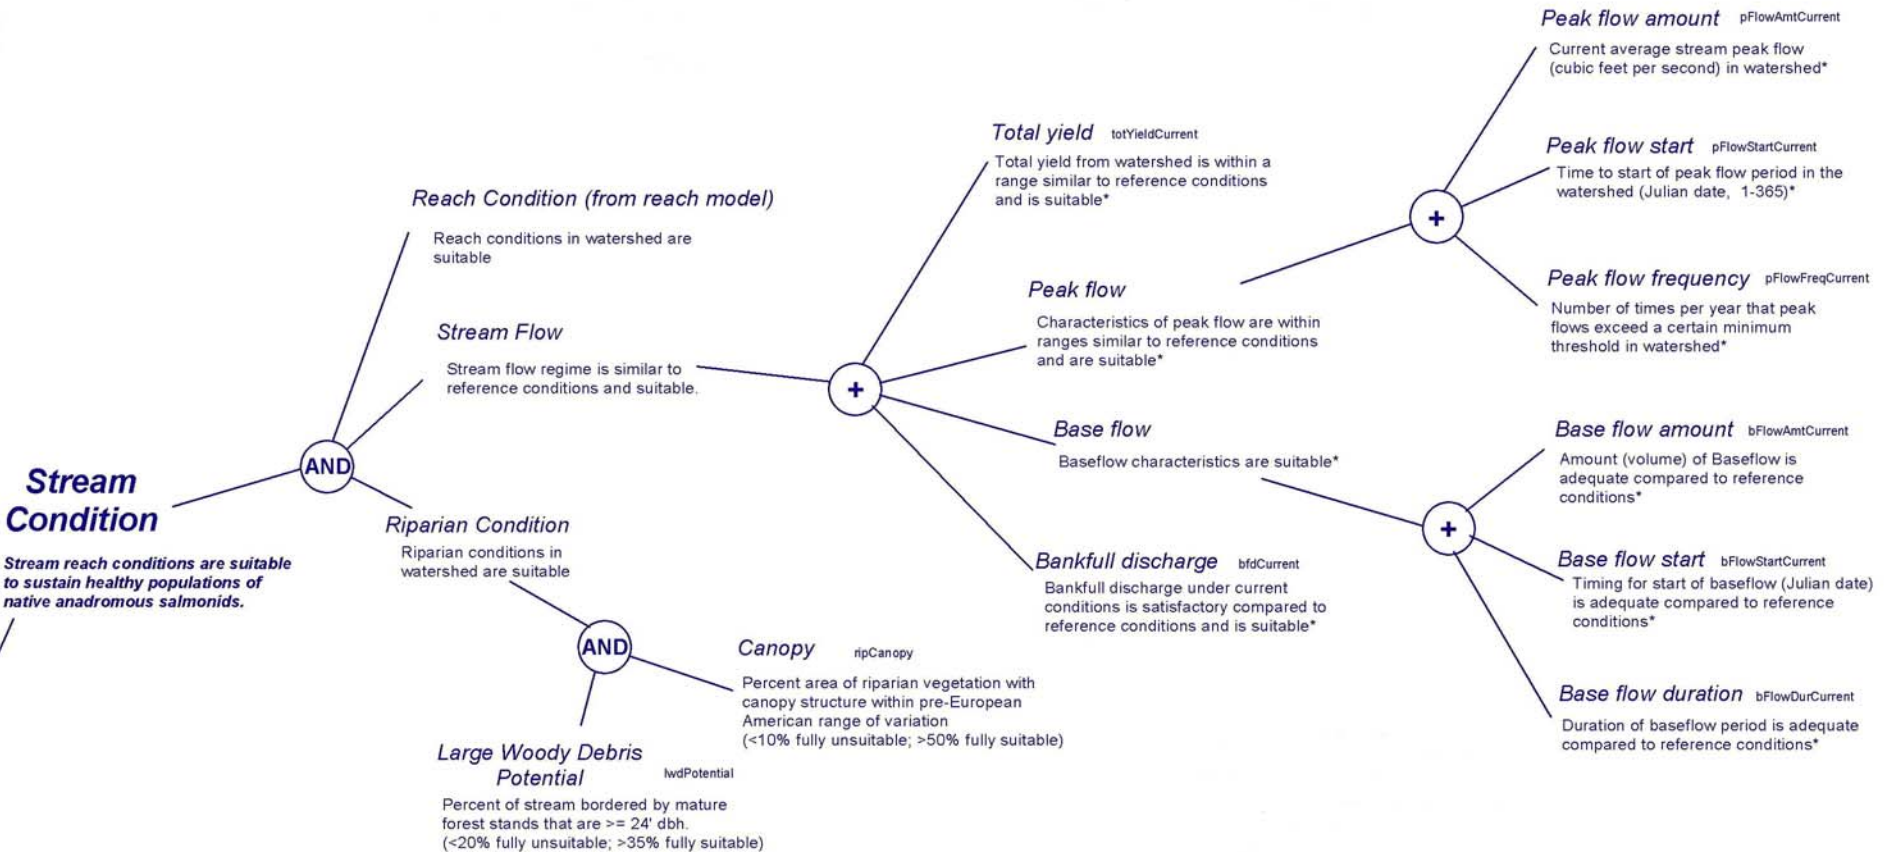 Stream
Condition
Stream reach conditions are suitable
to sustain healthy populations of
native anadromous salmonids.
AND
Reach Condition (from reach model)
Reach conditions in watershed are
suitable
Stream Flow
Stream flow regime is similar to
reference conditions and suitable.
Riparian Condition
Riparian conditions in
watershed are suitable
AND
Canopy ripCanopy
Percent area of riparian vegetation with
canopy structure within pre-European
American range of variation
(<10% fully unsuitable; >50% fully suitable)
Large Woody Debris
Potential lwdPotential
Percent of stream bordered by mature
forest stands that are >= 24' dbh.
(<20% fully unsuitable; >35% fully suitable)
+
Total yield totYieldCurrent
Total yield from watershed is within a
range similar to reference conditions
and is suitable*
Peak flow
Characteristics of peak flow are within
ranges similar to reference conditions
and are suitable*
Base flow
Baseflow characteristics are suitable*
Bankfull discharge bfdCurrent
Bankfull discharge under current
conditions is satisfactory compared to
reference conditions and is suitable*
+
Peak flow amount pFlowAmtCurrent
Current average stream peak flow
(cubic feet per second) in watershed*
Peak flow start pFlowStartCurrent
Time to start of peak flow period in the
watershed (Julian date, 1-365)*
Peak flow frequency pFlowFreqCurrent
Number of times per year that peak
flows exceed a certain minimum
threshold in watershed*
+
Base flow amount bFlowAmtCurrent
Amount (volume) of Baseflow is
adequate compared to reference
conditions*
Base flow start bFlowStartCurrent
Timing for start of baseflow (Julian date)
is adequate compared to reference
conditions*
Base flow duration bFlowDurCurrent
Duration of baseflow period is adequate
compared to reference conditions*